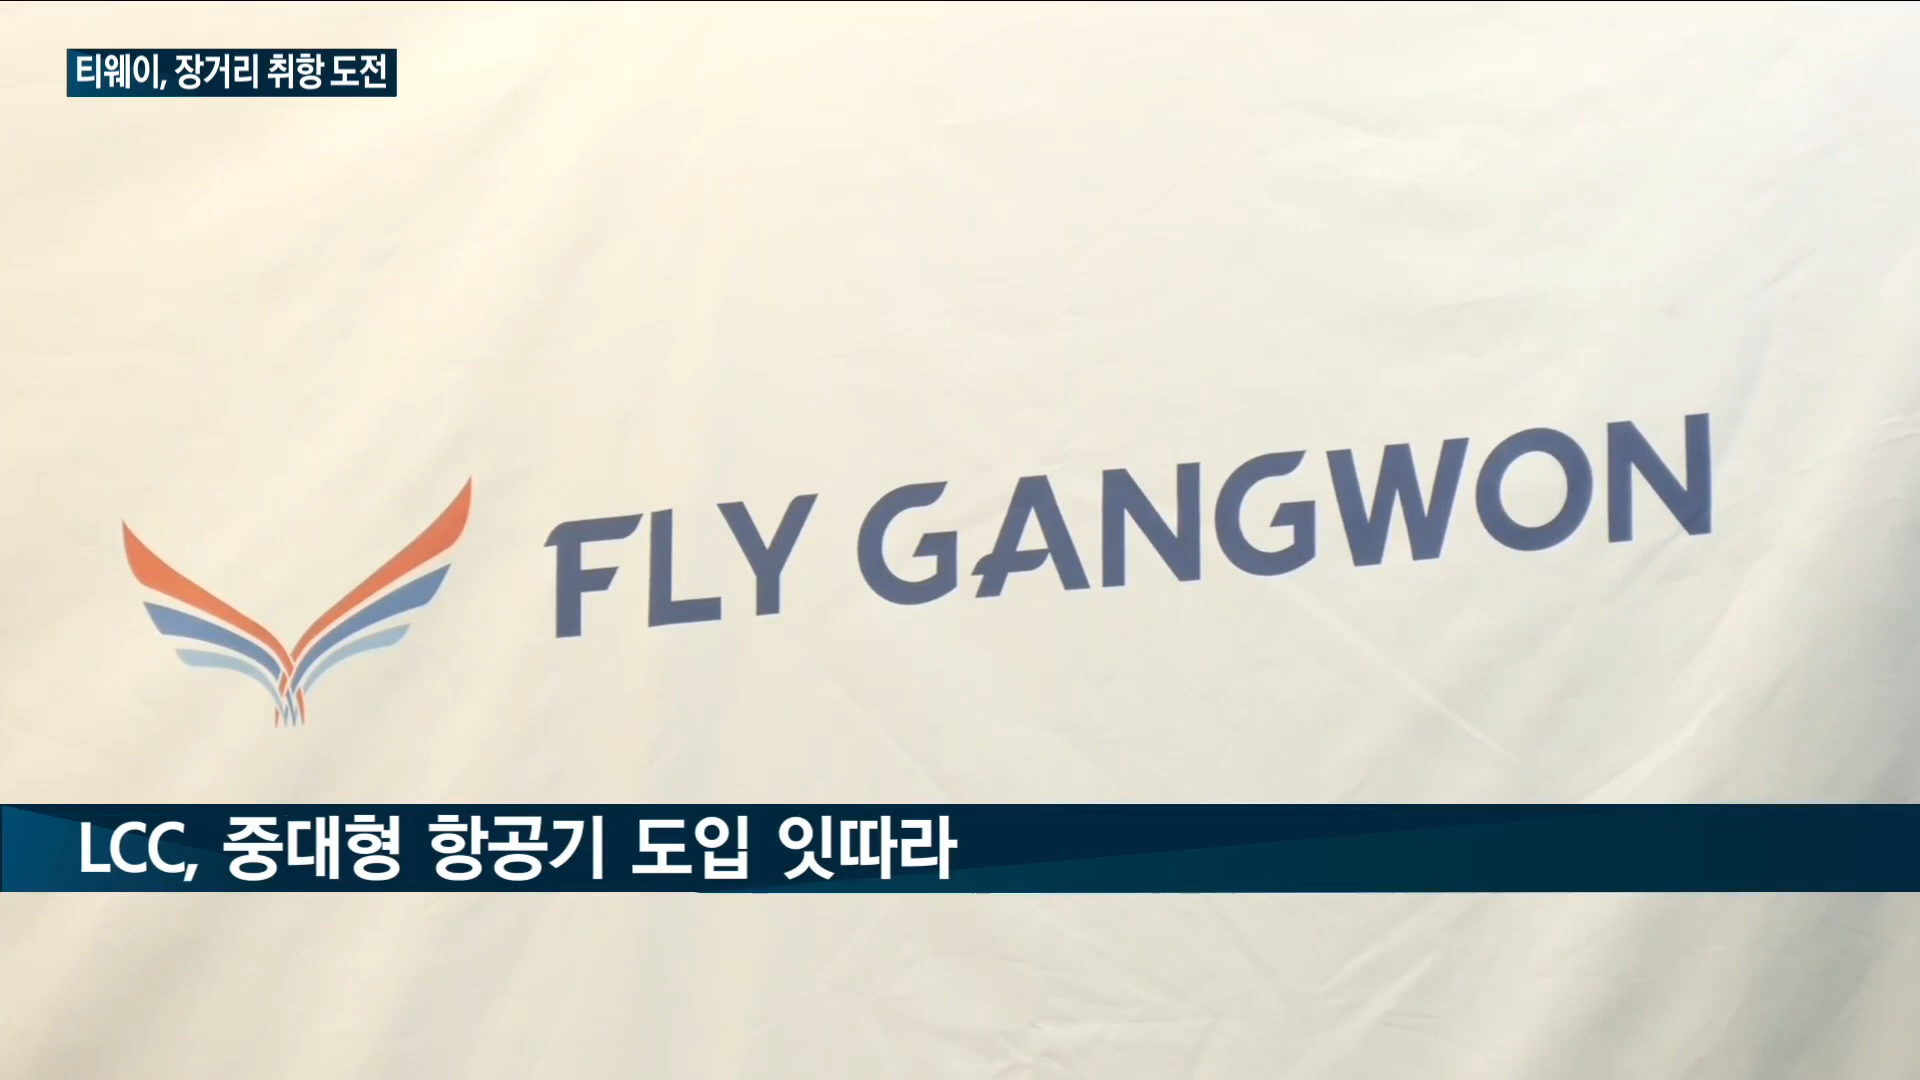 티웨이, 장거리 취항 도전
FLY GANGWON
LCC, 중대형 항공기 도입 잇따라